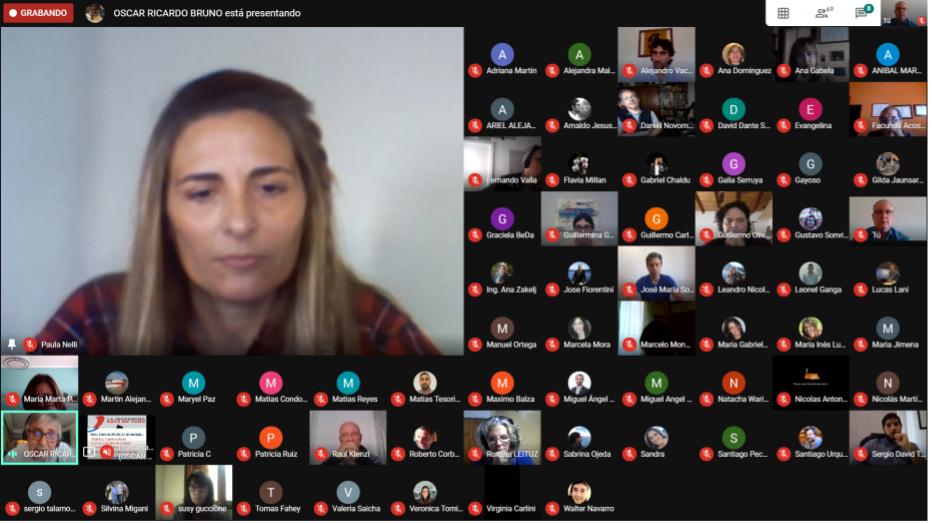 GRABANDO
OSCAR RICARDO BRUNO está presentando
69
8
Tú
Adriana Martin
Alejandra Mal...
Alejandro Vac...
Ana Dominguez
Ana Gabela
ANIBAL MAR...
ARIEL ALEJA...
Arnaldo Jesus...
Daniel Novom...
David Dante S...
Evangelina
Facundo Acos...
Fernando Valla
Flavia Millan
Gabriel Chaldu
Galia Serruya
Gayoso
Gilda Jaunsar...
Graciela BeDa
Guillermina G...
Guillermo Carl...
Guillermo Oliv...
Gustavo Sonvi...
Tú
Ing. Ana Zakelj
Jose Fiorentini
José María So...
Leandro Nicol...
Leonel Ganga
Lucas Lani
Paula Nelli
Manuel Ortega
Marcela Mora
Marcelo Mon...
María Gabriel...
María Inés Lu...
Maria Jimena
María Marta P...
Martin Alejan...
Maryel Paz
Matias Condo...
Matias Reyes
Matias Tesori...
Maximo Balza
Miguel Ángel ...
Miguel Angel ...
Natacha Wari...
Nicolas Anton...
Nicolás Martí...
OSCAR RICAR...
(OSCAR ...
Patricia C
Patricia Ruiz
Raul Klenzi
Roberto Corb...
Rosana LEITUZ
Sabrina Ojeda
Sandra
Santiago Pec...
Santiago Urqu...
Sergio David T...
sergio talamo...
Silvina Migani
susy guccione
Tomas Fahey
Valeria Saicha
Veronica Tomi...
Virginia Carlini
Walter Navarro